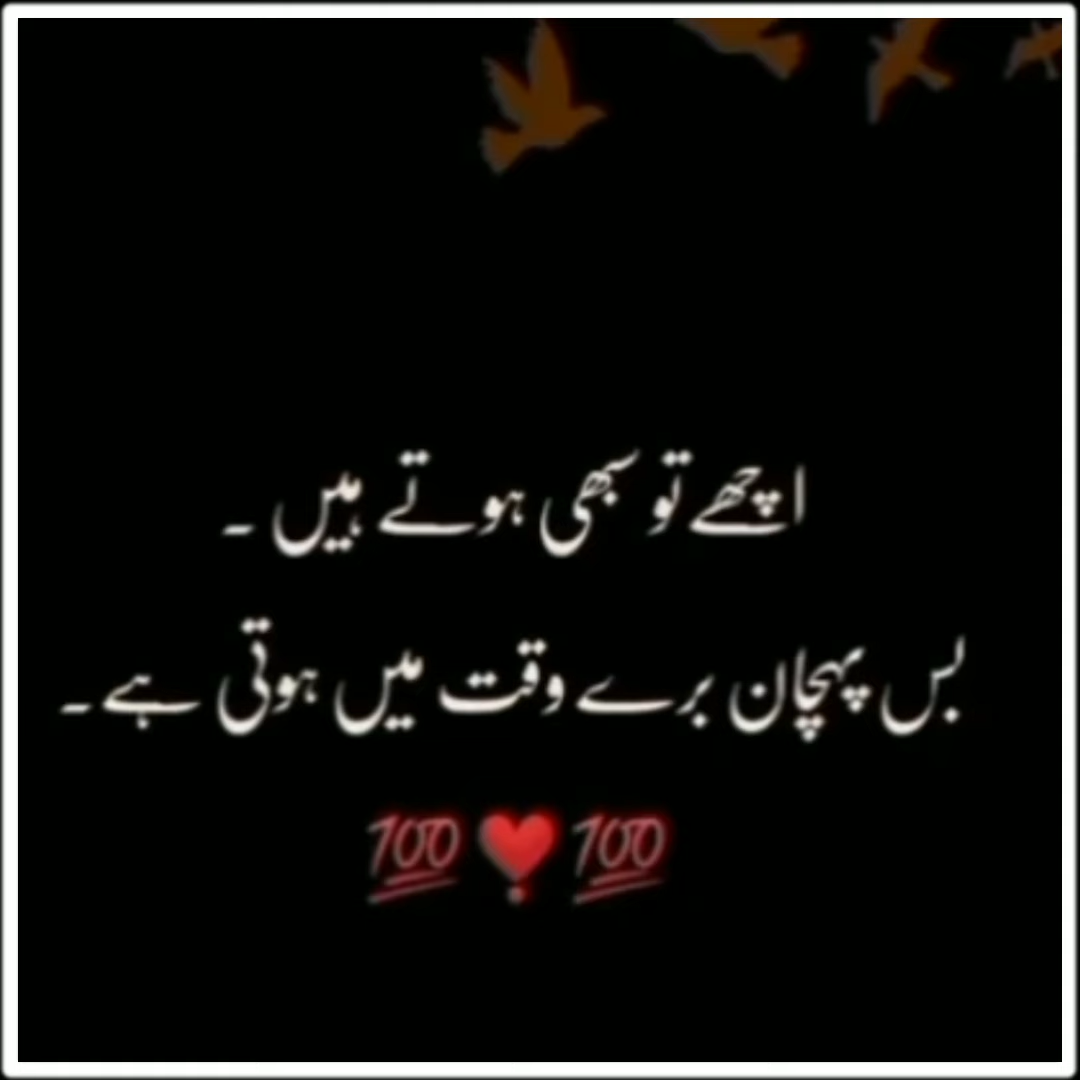 اچھے تو سبھی ہوتے ہیں ۔
بس پہچان برے وقت میں ہوتی ہے ۔
💯❣️💯